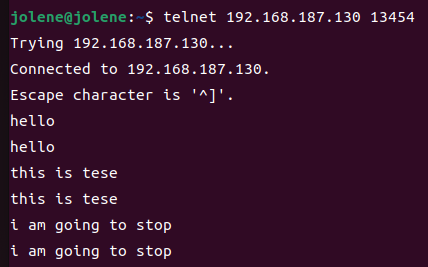 jolene@jolene:~$ telnet 192.168.187.130 13454
Trying 192.168.187.130...
Connected to 192.168.187.130.
Escape character is '^]'.
hello
hello
this is tese
this is tese
i am going to stop
i am going to stop